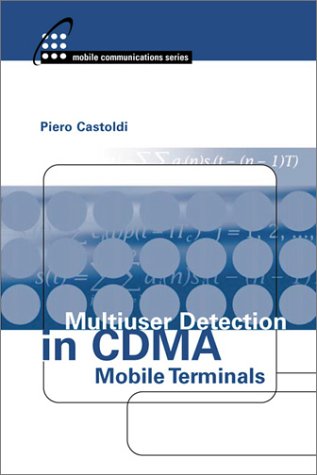 mobile communications series
Piero Castoldi
Multiuser Detection
in CDMA
Mobile Terminals